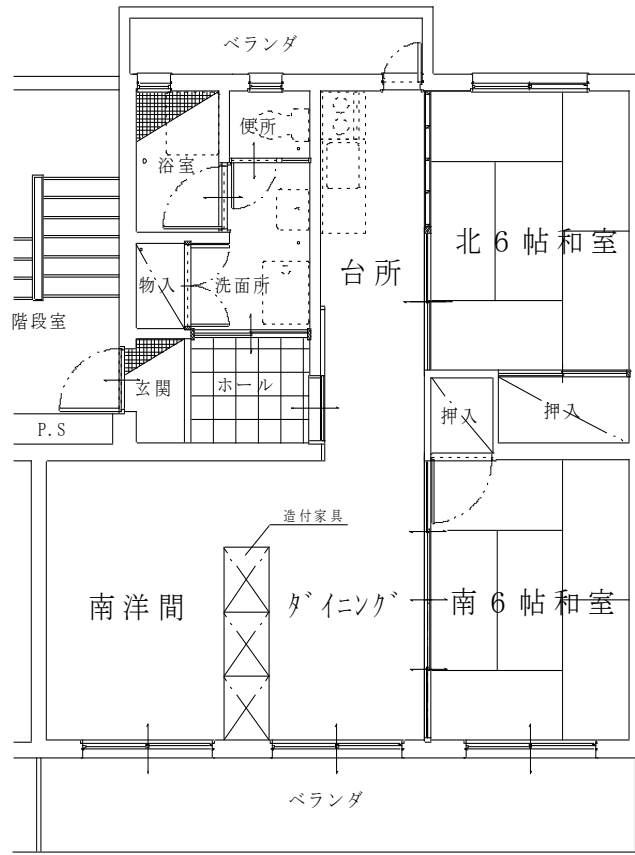 ベランダ
便所
浴室
北６帖和室
台所
物入
洗面所
階段室
玄関
ホール
押入
押入
P.S
造付家具
南洋間
ﾀﾞｲﾆﾝｸﾞ
南６帖和室
ベランダ